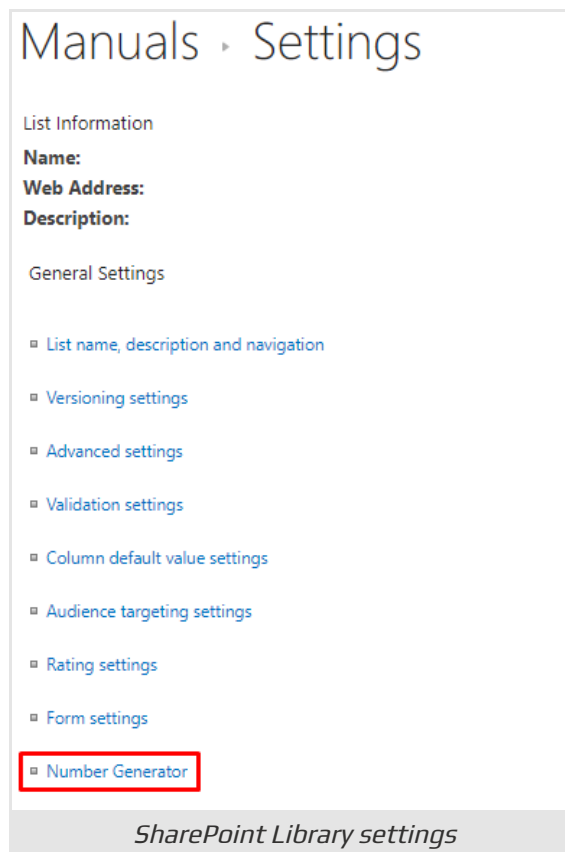 Manuals ▸ Settings
List Information
Name:
Web Address:
Description:
General Settings
List name, description and navigation
Versioning settings
Advanced settings
Validation settings
Column default value settings
Audience targeting settings
Rating settings
Form settings
Number Generator
SharePoint Library settings